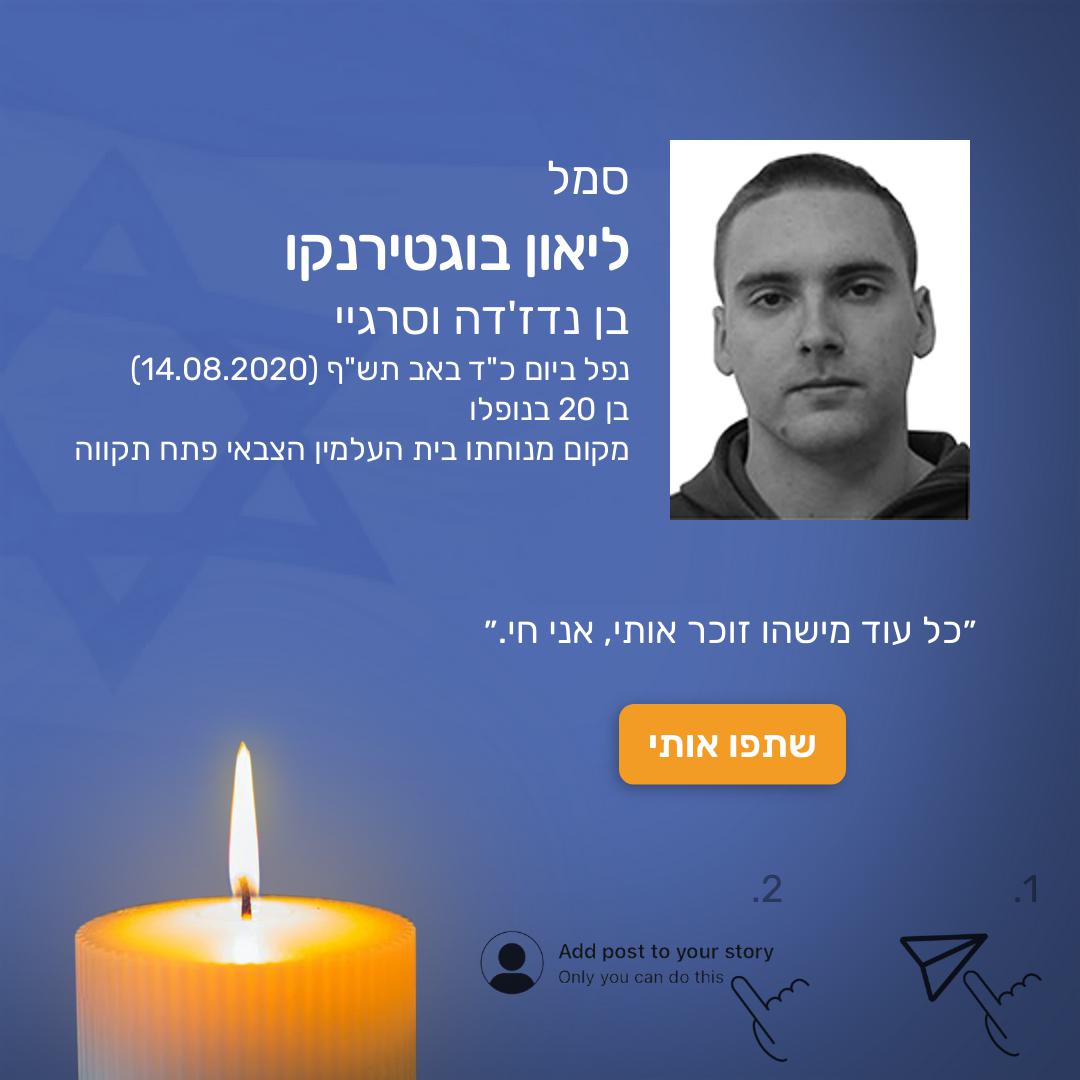 סמל
ליאון בוגטירנקו
בן נדז'דה וסרגיי
נפל ביום כ"ד באב תש"ף (14.08.2020)
בן 20 בנופלו
מקום מנוחתו בית העלמין הצבאי פתח תקווה
״כל עוד מישהו זוכר אותי, אני חי.״
שתפו אותי
1.
2.
Add post to your story
Only you can do this